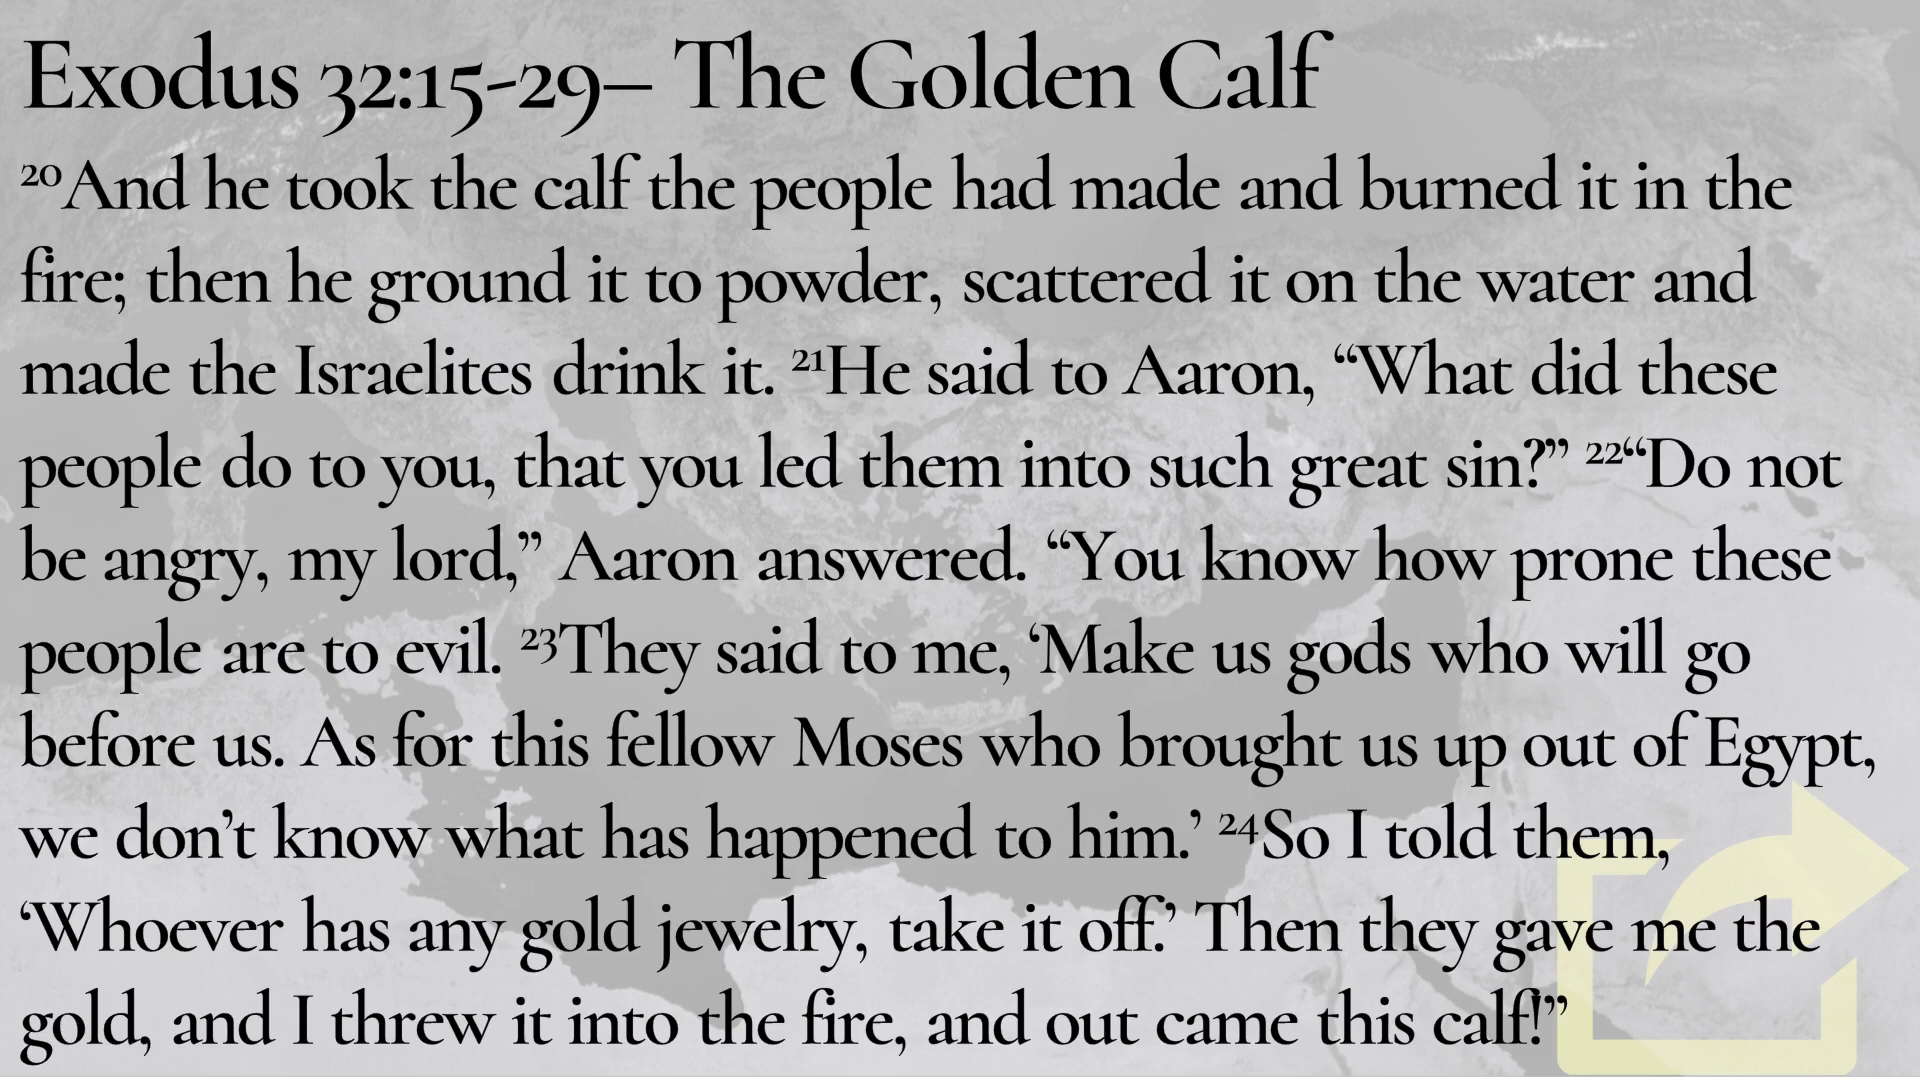 Exodus 32:15-29– The Golden Calf
20And he took the calf the people had made and burned it in the
fire; then he ground it to powder, scattered it on the water and
made the Israelites drink it. 21He said to Aaron, “What did these
people do to you, that you led them into such great sin?” 22“Do not
be angry, my lord,” Aaron answered. “You know how prone these
people are to evil. 23They said to me, ‘Make us gods who will go
before us. As for this fellow Moses who brought us up out of Egypt,
we don’t know what has happened to him.’ 24So I told them,
‘Whoever has any gold jewelry, take it off.’ Then they gave me the
gold, and I threw it into the fire, and out came this calf!”